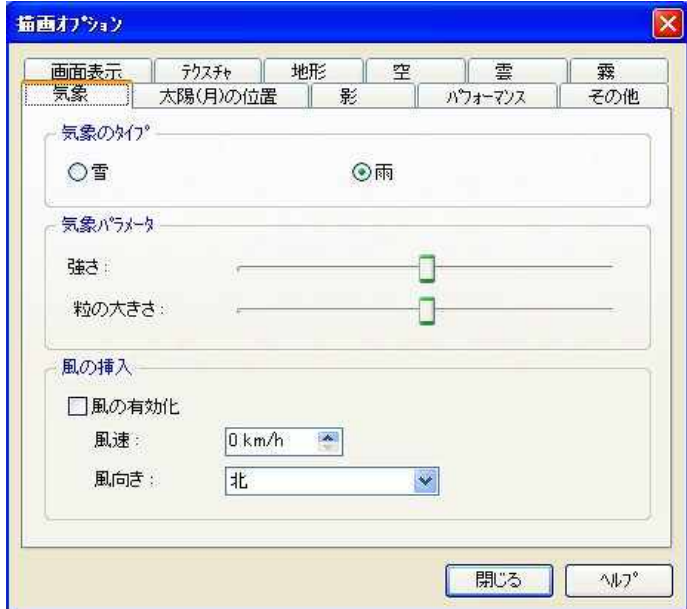 描画ｵﾌﾟｼｮﾝ
画面表示 ﾃｸｽﾁｬ 地形 空 雲 霧
気象 太陽(月)の位置 影 ﾊﾟﾌｫｰﾏﾝｽ その他
気象のﾀｲﾌﾟ
雪 雨
気象ﾊﾟﾗﾒｰﾀ
強さ:
粒の大きさ:
風の挿入
風の有効化
風速: 0 km/h
風向き: 北
閉じる ﾍﾙﾌﾟ